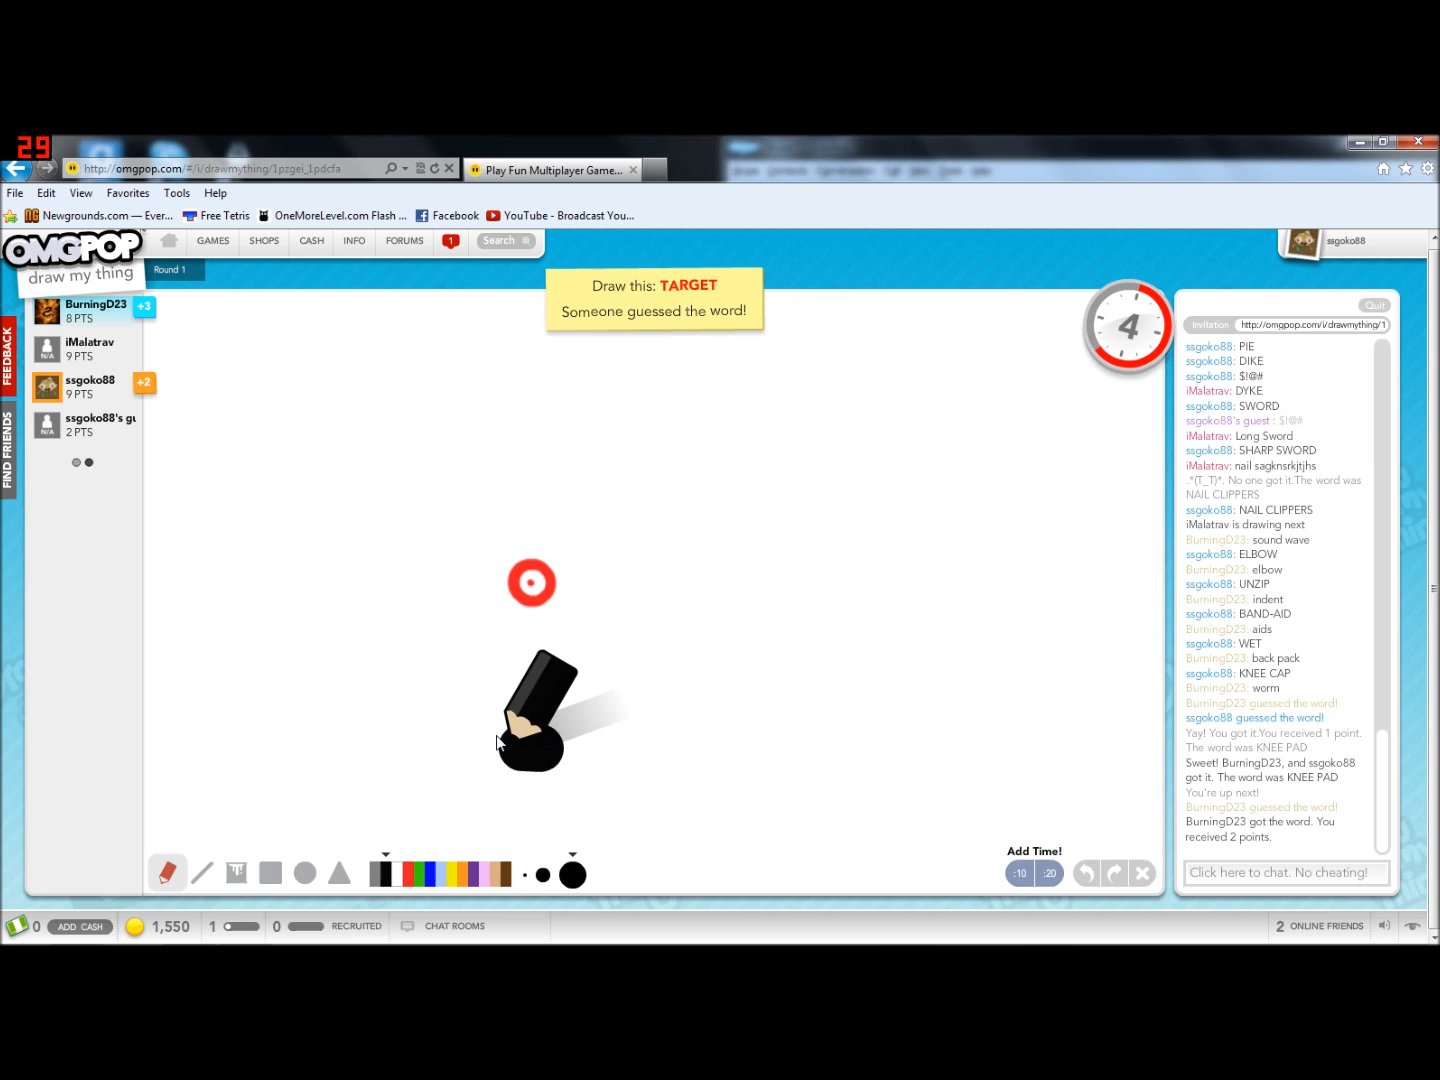 29
http://omgpop.com/#/i/drawmything/1pzgei_1pdcfa
Play Fun Multiplayer Game...
File Edit View Favorites Tools Help
Newgrounds.com — Ever... Free Tetris OneMoreLevel.com Flash ... Facebook YouTube - Broadcast You...
OMGPOP
draw my thing
GAMES SHOPS CASH INFO FORUMS 1 Search
ssgoko88
Round 1
Draw this: TARGET
Someone guessed the word!
4
FEEDBACK
FIND FRIENDS
BurningD23 +3
8 PTS
N/A iMalatrav
9 PTS
ssgoko88 +2
9 PTS
N/A ssgoko88's gu
2 PTS
Quit
Invitation http://omgpop.com/i/drawmything/1
ssgoko88: PIE
ssgoko88: DIKE
ssgoko88: $!@#
iMalatrav: DYKE
ssgoko88: SWORD
ssgoko88's guest : $!@#
iMalatrav: Long Sword
ssgoko88: SHARP SWORD
iMalatrav: nail sagknsrkjtjhs
.*(T_T)*. No one got it.The word was
NAIL CLIPPERS
ssgoko88: NAIL CLIPPERS
iMalatrav is drawing next
BurningD23: sound wave
ssgoko88: ELBOW
BurningD23: elbow
ssgoko88: UNZIP
BurningD23: indent
ssgoko88: BAND-AID
BurningD23: aids
ssgoko88: WET
BurningD23: back pack
ssgoko88: KNEE CAP
BurningD23: worm
BurningD23 guessed the word!
ssgoko88 guessed the word!
Yay! You got it.You received 1 point.
The word was KNEE PAD
Sweet! BurningD23, and ssgoko88
got it. The word was KNEE PAD
You're up next!
BurningD23 guessed the word!
BurningD23 got the word. You
received 2 points.
Click here to chat. No cheating!
Add Time!
:10 :20
0 ADD CASH 1,550 1 0 RECRUITED CHAT ROOMS 2 ONLINE FRIENDS